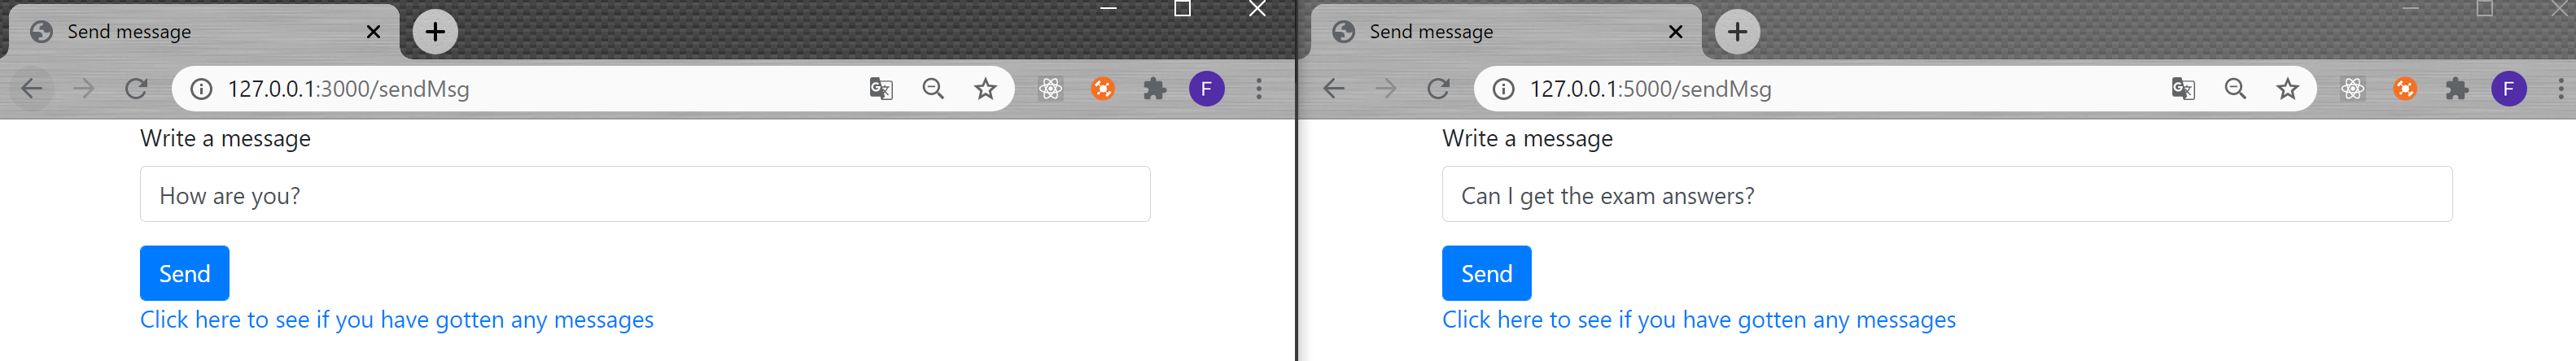 Send message
127.0.0.1:3000/sendMsg
F
Write a message
How are you?
Send
Click here to see if you have gotten any messages
Send message
127.0.0.1:5000/sendMsg
F
Write a message
Can I get the exam answers?
Send
Click here to see if you have gotten any messages